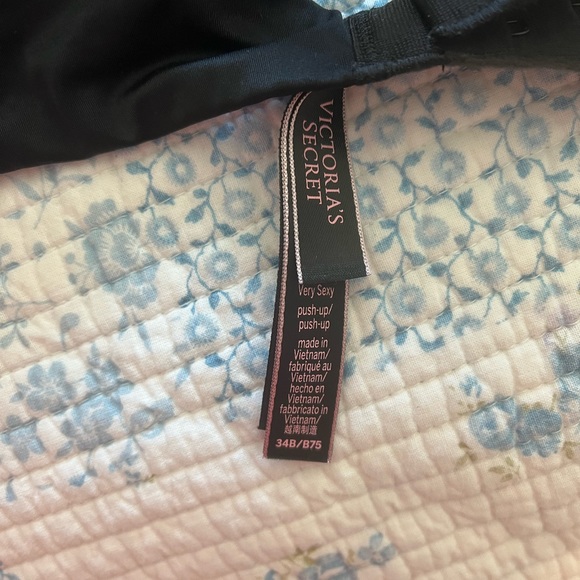 VICTORIA'S
SECRET
Very Sexy
push-up/
push-up
made in
Vietnam/
fabriqué au
Vietnam/
hecho en
Vietnam/
fabbricato in
Vietnam/
越南制造
34B/B75